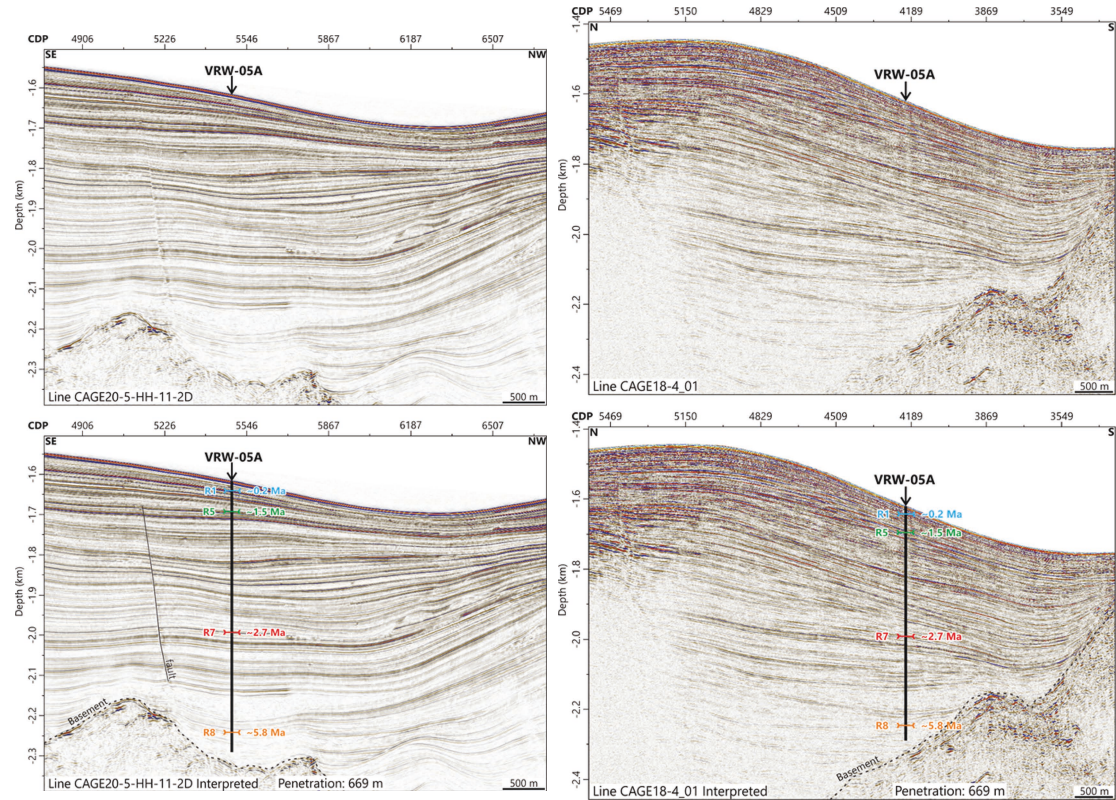 CDP 4906 5226 5546 5867 6187 6507
SE NW
VRW-05A
-1.6
-1.7
-1.8
-1.9
-2.0
-2.1
-2.2
-2.3
Depth (km)
Line CAGE20-5-HH-11-2D
500 m
CDP 5469 5150 4829 4509 4189 3869 3549
N S
VRW-05A
-1.4
-1.6
-1.8
-2.0
-2.2
-2.4
Depth (km)
Line CAGE18-4_01
500 m
CDP 4906 5226 5546 5867 6187 6507
SE NW
VRW-05A
R1 ~0.2 Ma
R5 ~1.5 Ma
R7 ~2.7 Ma
R8 ~5.8 Ma
fault
Basement
-1.6
-1.7
-1.8
-1.9
-2.0
-2.1
-2.2
-2.3
Depth (km)
Line CAGE20-5-HH-11-2D Interpreted Penetration: 669 m
500 m
CDP 5469 5150 4829 4509 4189 3869 3549
N S
VRW-05A
R1 ~0.2 Ma
R5 ~1.5 Ma
R7 ~2.7 Ma
R8 ~5.8 Ma
Basement
-1.4
-1.6
-1.8
-2.0
-2.2
-2.4
Depth (km)
Line CAGE18-4_01 Interpreted Penetration: 669 m
500 m